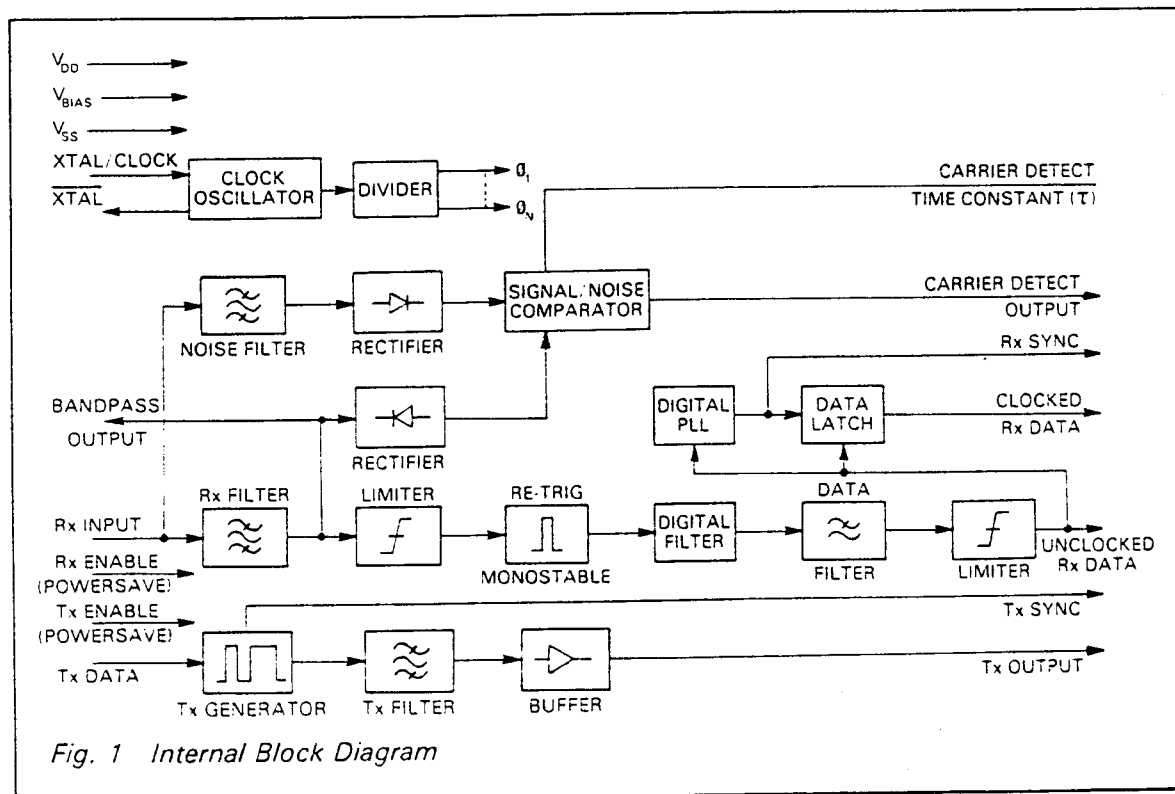 V_DD
V_BIAS
V_SS
XTAL/CLOCK
XTAL
CLOCK
OSCILLATOR
DIVIDER
Ø_1
Ø_N
CARRIER DETECT
TIME CONSTANT (τ)
NOISE FILTER
RECTIFIER
SIGNAL/NOISE
COMPARATOR
CARRIER DETECT
OUTPUT
Rx SYNC
BANDPASS
OUTPUT
RECTIFIER
DIGITAL
PLL
DATA
LATCH
CLOCKED
Rx DATA
DATA
Rx INPUT
Rx FILTER
LIMITER
RE-TRIG
MONOSTABLE
DIGITAL
FILTER
FILTER
LIMITER
UNCLOCKED
Rx DATA
Rx ENABLE
(POWERSAVE)
Tx ENABLE
(POWERSAVE)
Tx SYNC
Tx DATA
Tx GENERATOR
Tx FILTER
BUFFER
Tx OUTPUT
Fig. 1 Internal Block Diagram